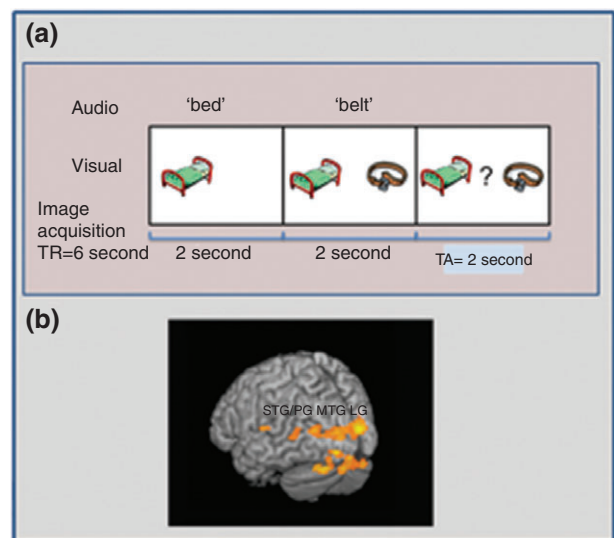 (a)
Audio ‘bed’ ‘belt’
Visual ?
Image
acquisition
TR=6 second 2 second 2 second TA= 2 second
(b)
STG/PG MTG LG